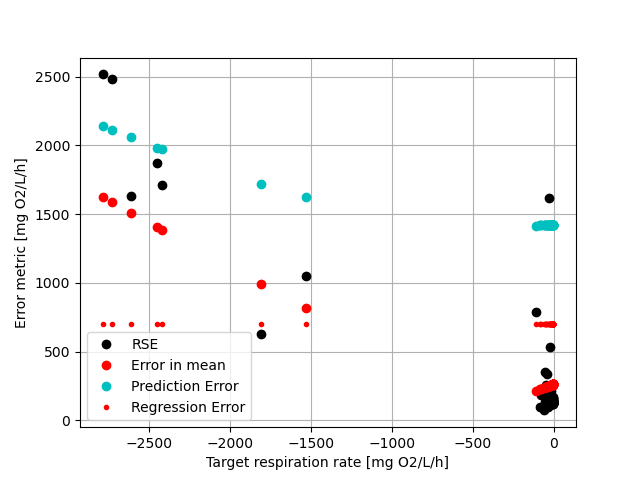 Error metric [mg O2/L/h]
2500
2000
1500
1000
500
0
RSE
Error in mean
Prediction Error
Regression Error
−2500 −2000 −1500 −1000 −500 0
Target respiration rate [mg O2/L/h]